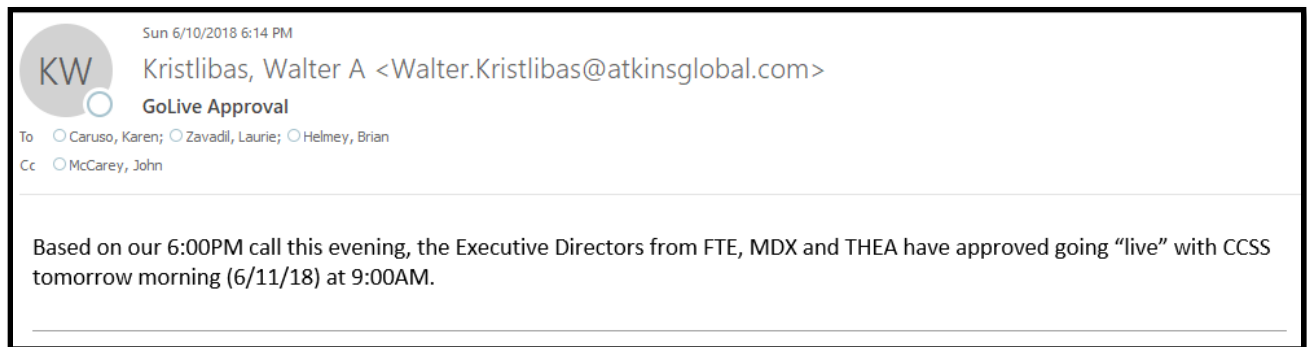 Sun 6/10/2018 6:14 PM
KW
Kristlibas, Walter A <Walter.Kristlibas@atkinsglobal.com>
GoLive Approval
To Caruso, Karen; Zavadil, Laurie; Helmey, Brian
Cc McCarey, John
Based on our 6:00PM call this evening, the Executive Directors from FTE, MDX and THEA have approved going “live” with CCSS
tomorrow morning (6/11/18) at 9:00AM.